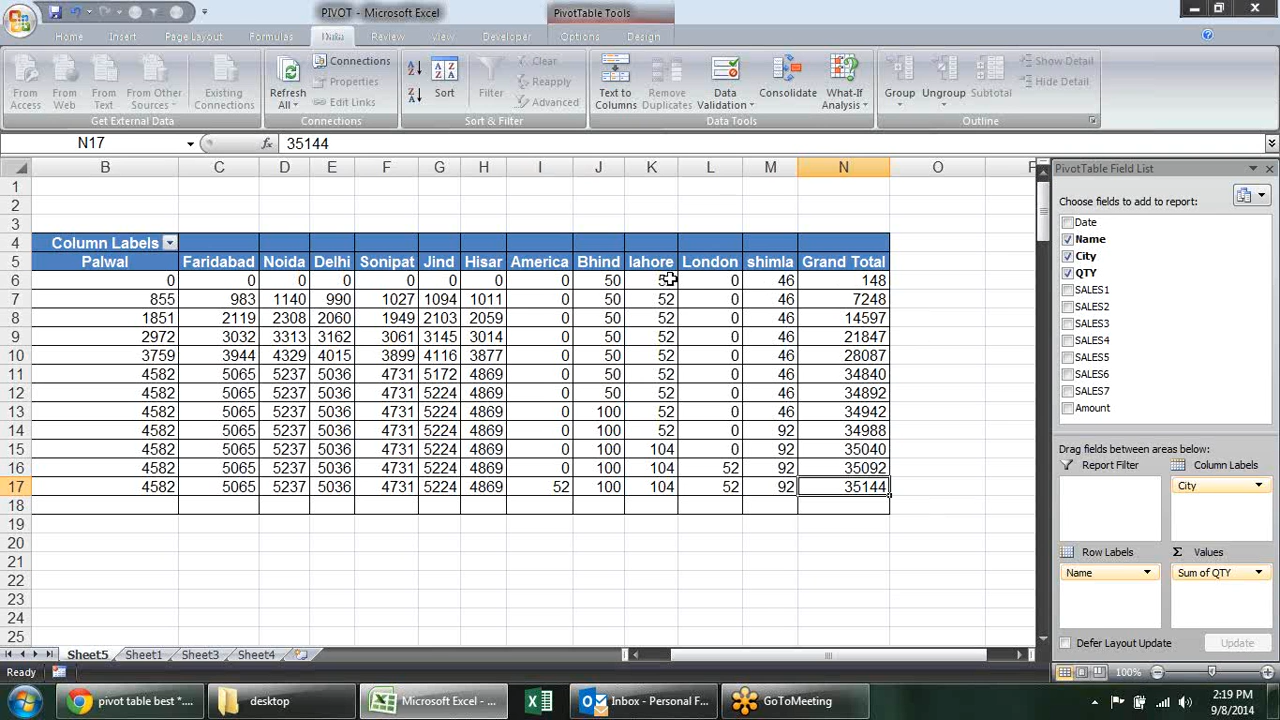 PIVOT - Microsoft Excel
PivotTable Tools
Home Insert Page Layout Formulas Data Review View Developer Options Design
From Access
From Web
From Text
From Other Sources
Existing Connections
Get External Data
Refresh All
Connections
Properties
Edit Links
Connections
Sort
Filter
Clear
Reapply
Advanced
Sort & Filter
Text to Columns
Remove Duplicates
Data Validation
Consolidate
What-If Analysis
Data Tools
Group
Ungroup
Subtotal
Show Detail
Hide Detail
Outline
N17 fx 35144
B C D E F G H I J K L M N O
1
2
3
4 Column Labels
5 Palwal Faridabad Noida Delhi Sonipat Jind Hisar America Bhind lahore London shimla Grand Total
6 0 0 0 0 0 0 0 0 50 0 46 148
7 855 983 1140 990 1027 1094 1011 0 50 52 0 46 7248
8 1851 2119 2308 2060 1949 2103 2059 0 50 52 0 46 14597
9 2972 3032 3313 3162 3061 3145 3014 0 50 52 0 46 21847
10 3759 3944 4329 4015 3899 4116 3877 0 50 52 0 46 28087
11 4582 5065 5237 5036 4731 5172 4869 0 50 52 0 46 34840
12 4582 5065 5237 5036 4731 5224 4869 0 50 52 0 46 34892
13 4582 5065 5237 5036 4731 5224 4869 0 100 52 0 46 34942
14 4582 5065 5237 5036 4731 5224 4869 0 100 52 0 92 34988
15 4582 5065 5237 5036 4731 5224 4869 0 100 104 0 92 35040
16 4582 5065 5237 5036 4731 5224 4869 0 100 104 52 92 35092
17 4582 5065 5237 5036 4731 5224 4869 52 100 104 52 92 35144
18
19
20
21
22
23
24
25
PivotTable Field List
Choose fields to add to report:
Date
Name
City
QTY
SALES1
SALES2
SALES3
SALES4
SALES5
SALES6
SALES7
Amount
Drag fields between areas below:
Report Filter Column Labels
City
Row Labels Σ Values
Name Sum of QTY
Defer Layout Update Update
Sheet5 Sheet1 Sheet3 Sheet4
Ready 100%
pivot table best *...
desktop
Microsoft Excel - ...
Inbox - Personal F...
GoToMeeting
2:19 PM
9/8/2014